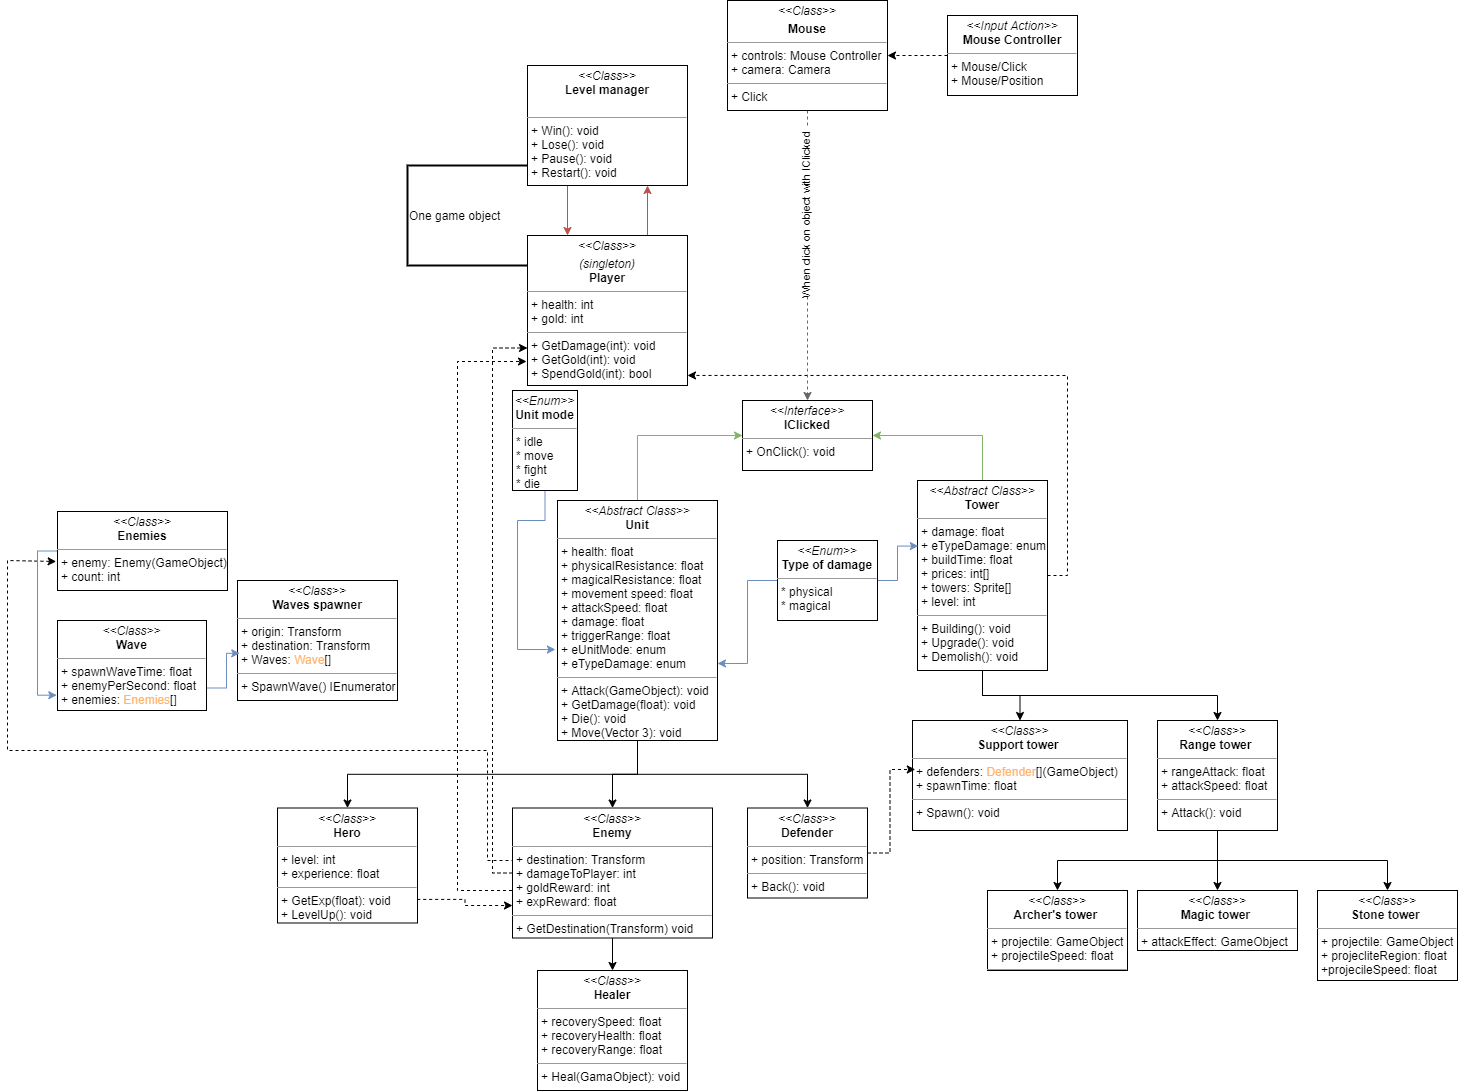 <<Class>>
Mouse
+ controls: Mouse Controller
+ camera: Camera
+ Click
<<Input Action>>
Mouse Controller
+ Mouse/Click
+ Mouse/Position
<<Class>>
Level manager
+ Win(): void
+ Lose(): void
+ Pause(): void
+ Restart(): void
One game object
When click on object with IClicked
<<Class>>
(singleton)
Player
+ health: int
+ gold: int
+ GetDamage(int): void
+ GetGold(int): void
+ SpendGold(int): bool
<<Enum>>
Unit mode
* idle
* move
* fight
* die
<<Interface>>
IClicked
+ OnClick(): void
<<Abstract Class>>
Unit
+ health: float
+ physicalResistance: float
+ magicalResistance: float
+ movement speed: float
+ attackSpeed: float
+ damage: float
+ triggerRange: float
+ eUnitMode: enum
+ eTypeDamage: enum
+ Attack(GameObject): void
+ GetDamage(float): void
+ Die(): void
+ Move(Vector 3): void
<<Enum>>
Type of damage
* physical
* magical
<<Abstract Class>>
Tower
+ damage: float
+ eTypeDamage: enum
+ buildTime: float
+ prices: int[]
+ towers: Sprite[]
+ level: int
+ Building(): void
+ Upgrade(): void
+ Demolish(): void
<<Class>>
Enemies
+ enemy: Enemy(GameObject)
+ count: int
<<Class>>
Waves spawner
+ origin: Transform
+ destination: Transform
+ Waves: Wave[]
+ SpawnWave() IEnumerator
<<Class>>
Wave
+ spawnWaveTime: float
+ enemyPerSecond: float
+ enemies: Enemies[]
<<Class>>
Support tower
+ defenders: Defender[](GameObject)
+ spawnTime: float
+ Spawn(): void
<<Class>>
Range tower
+ rangeAttack: float
+ attackSpeed: float
+ Attack(): void
<<Class>>
Hero
+ level: int
+ experience: float
+ GetExp(float): void
+ LevelUp(): void
<<Class>>
Enemy
+ destination: Transform
+ damageToPlayer: int
+ goldReward: int
+ expReward: float
+ GetDestination(Transform) void
<<Class>>
Defender
+ position: Transform
+ Back(): void
<<Class>>
Archer's tower
+ projectile: GameObject
+ projectileSpeed: float
<<Class>>
Magic tower
+ attackEffect: GameObject
<<Class>>
Stone tower
+ projectile: GameObject
+ projecliteRegion: float
+projecileSpeed: float
<<Class>>
Healer
+ recoverySpeed: float
+ recoveryHealth: float
+ recoveryRange: float
+ Heal(GamaObject): void